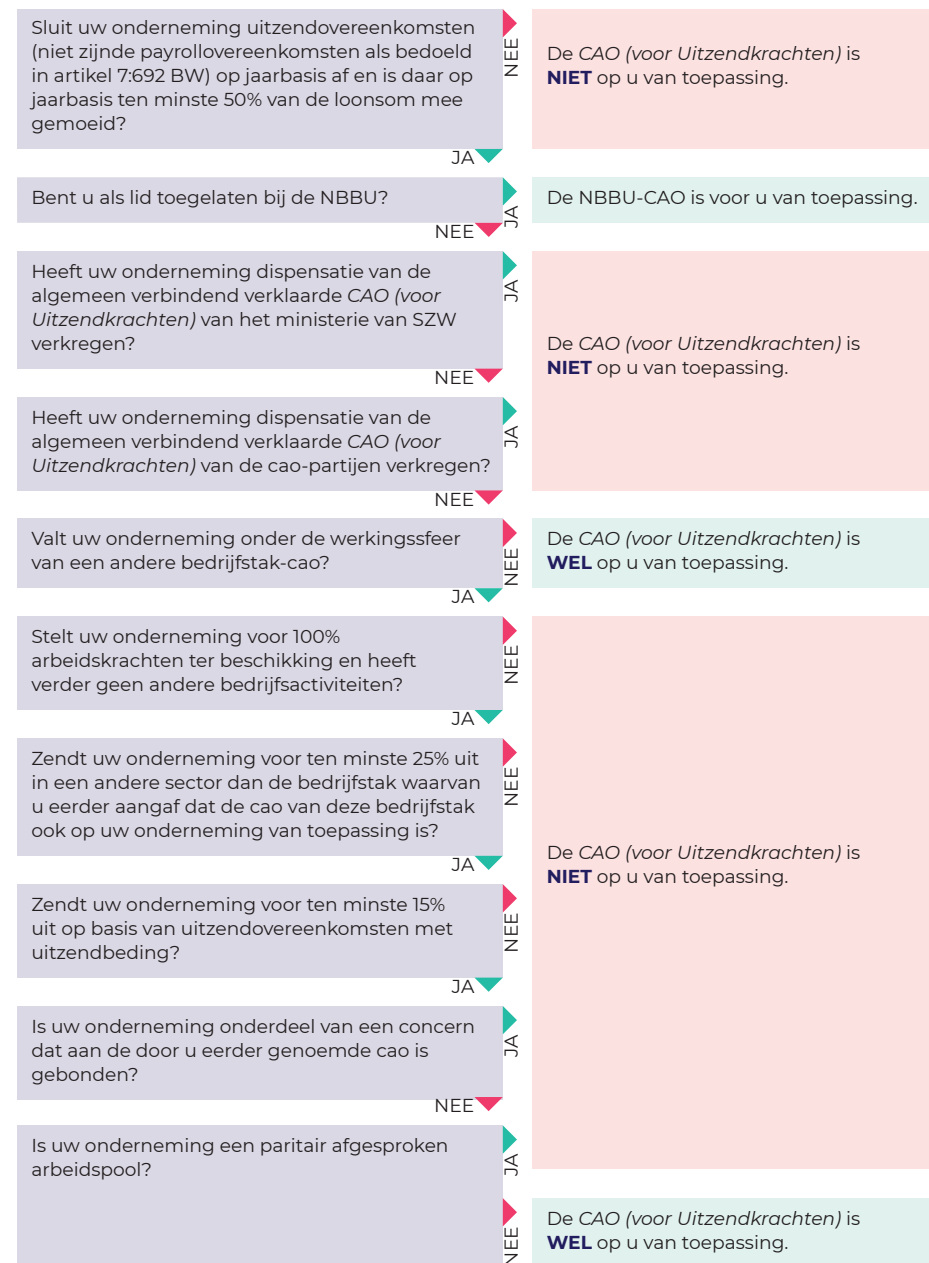 Sluit uw onderneming uitzendovereenkomsten
(niet zijnde payrollovereenkomsten als bedoeld
in artikel 7:692 BW) op jaarbasis af en is daar op
jaarbasis ten minste 50% van de loonsom mee
gemoeid?
NEE
De CAO (voor Uitzendkrachten) is
NIET op u van toepassing.
JA
Bent u als lid toegelaten bij de NBBU?
JA
De NBBU-CAO is voor u van toepassing.
NEE
Heeft uw onderneming dispensatie van de
algemeen verbindend verklaarde CAO (voor
Uitzendkrachten) van het ministerie van SZW
verkregen?
JA
De CAO (voor Uitzendkrachten) is
NIET op u van toepassing.
NEE
Heeft uw onderneming dispensatie van de
algemeen verbindend verklaarde CAO (voor
Uitzendkrachten) van de cao-partijen verkregen?
JA
NEE
Valt uw onderneming onder de werkingssfeer
van een andere bedrijfstak-cao?
NEE
De CAO (voor Uitzendkrachten) is
WEL op u van toepassing.
JA
Stelt uw onderneming voor 100%
arbeidskrachten ter beschikking en heeft
verder geen andere bedrijfsactiviteiten?
NEE
JA
Zendt uw onderneming voor ten minste 25% uit
in een andere sector dan de bedrijfstak waarvan
u eerder aangaf dat de cao van deze bedrijfstak
ook op uw onderneming van toepassing is?
NEE
De CAO (voor Uitzendkrachten) is
NIET op u van toepassing.
JA
Zendt uw onderneming voor ten minste 15%
uit op basis van uitzendovereenkomsten met
uitzendbeding?
NEE
JA
Is uw onderneming onderdeel van een concern
dat aan de door u eerder genoemde cao is
gebonden?
JA
NEE
Is uw onderneming een paritair afgesproken
arbeidspool?
JA
NEE
De CAO (voor Uitzendkrachten) is
WEL op u van toepassing.